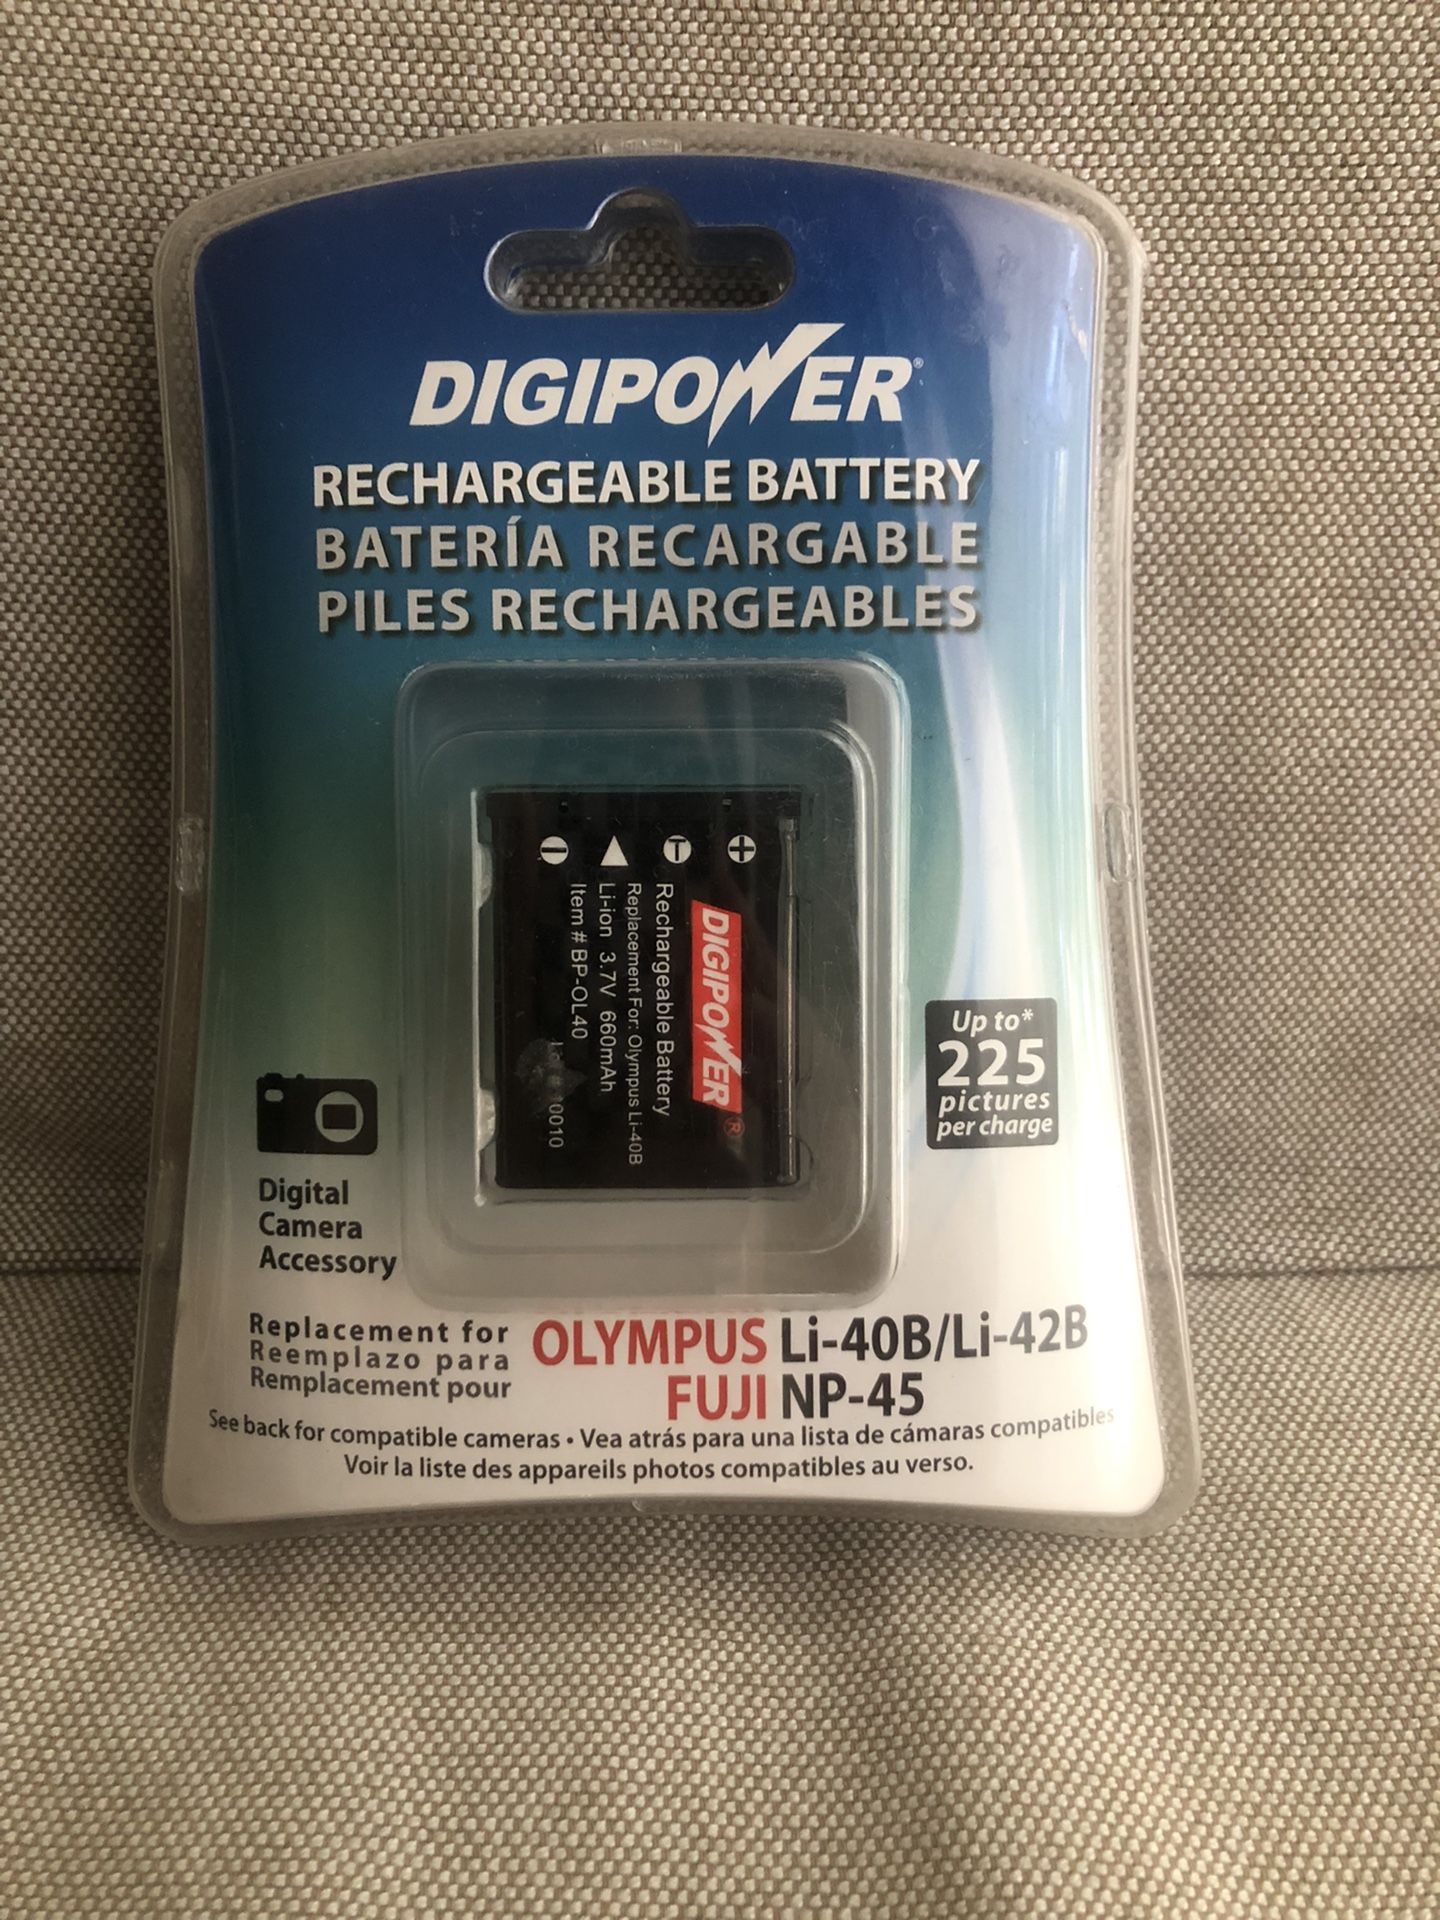 DIGIPOWER®
RECHARGEABLE BATTERY
BATERÍA RECARGABLE
PILES RECHARGEABLES
DIGIPOWER®
Rechargeable Battery
Replacement For: Olympus Li-40B
Li-ion 3.7V 660mAh
Item # BP-OL40
+
T
Up to*
225
pictures
per charge
Digital
Camera
Accessory
Replacement for
Reemplazo para
Remplacement pour
OLYMPUS Li-40B/Li-42B
FUJI NP-45
See back for compatible cameras • Vea atrás para una lista de cámaras compatibles
Voir la liste des appareils photos compatibles au verso.